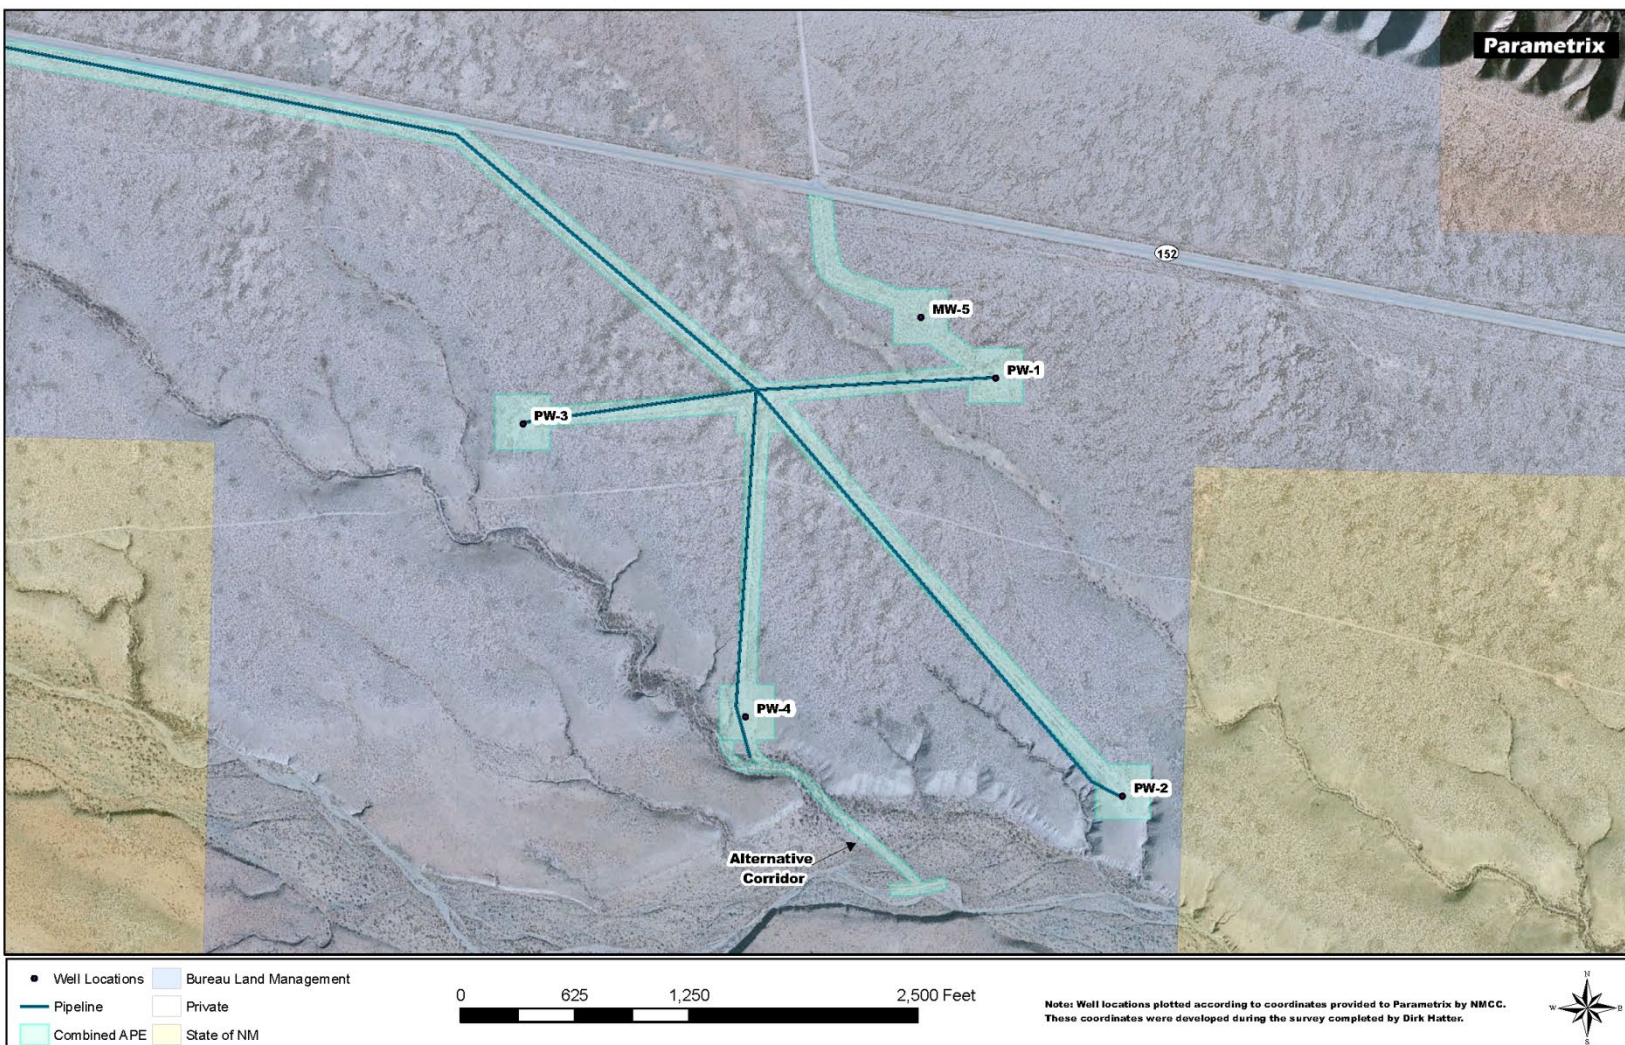 Parametrix
152
MW-5
PW-1
PW-3
PW-4
PW-2
Alternative
Corridor
Well Locations
Bureau Land Management
Pipeline
Private
Combined APE
State of NM
0 625 1,250 2,500 Feet
Note: Well locations plotted according to coordinates provided to Parametrix by NMCC.
These coordinates were developed during the survey completed by Dirk Hatter.
N
W E
S